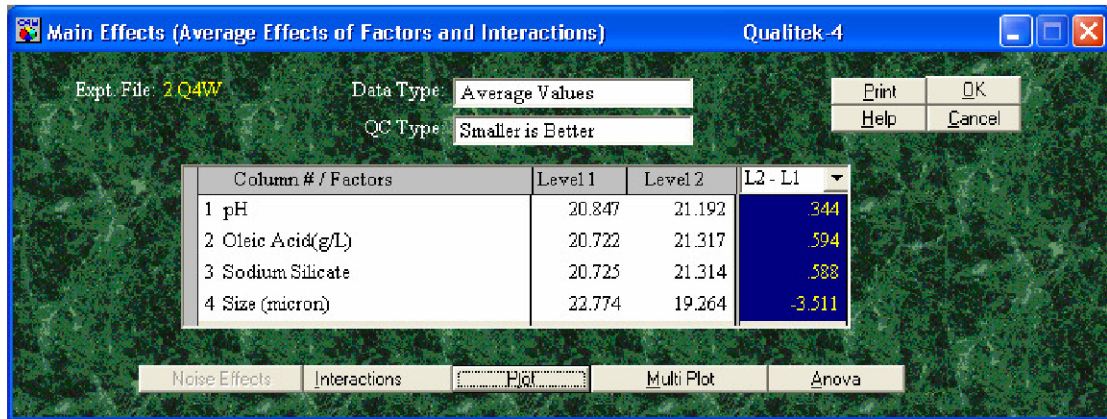 Main Effects (Average Effects of Factors and Interactions) Qualitek-4
Expt. File: 2.Q4W Data Type: Average Values Print OK
QC Type: Smaller is Better Help Cancel
Column # / Factors Level 1 Level 2 L2 - L1
1 pH 20.847 21.192 .344
2 Oleic Acid(g/L) 20.722 21.317 .594
3 Sodium Silicate 20.725 21.314 .588
4 Size (micron) 22.774 19.264 -3.511
Noise Effects Interactions Plot Multi Plot Anova